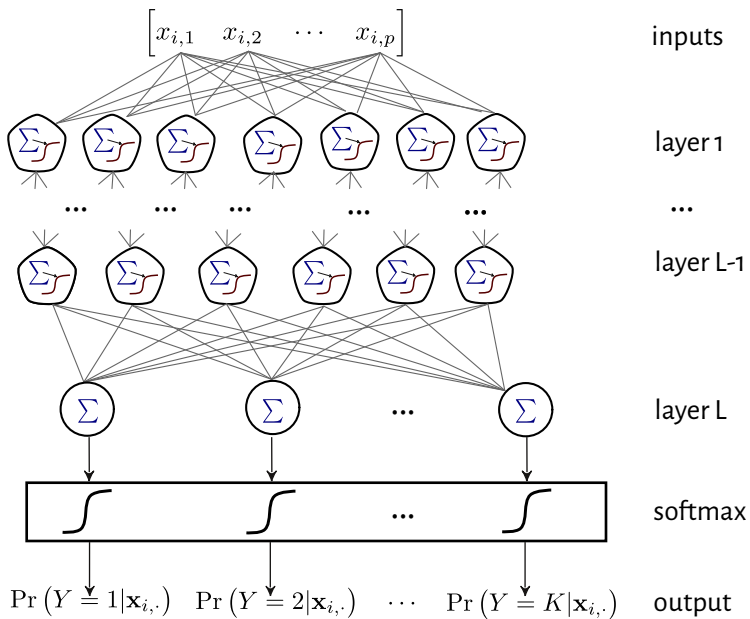 [x_{i,1} x_{i,2} ⋯ x_{i,p}] inputs
Σ Σ Σ Σ Σ Σ Σ layer 1
... ... ... ... ... ...
Σ Σ Σ Σ Σ Σ layer L-1
Σ Σ ... Σ layer L
... softmax
Pr (Y = 1|𝐱_{i,·}) Pr (Y = 2|𝐱_{i,·}) ⋯ Pr (Y = K|𝐱_{i,·}) output